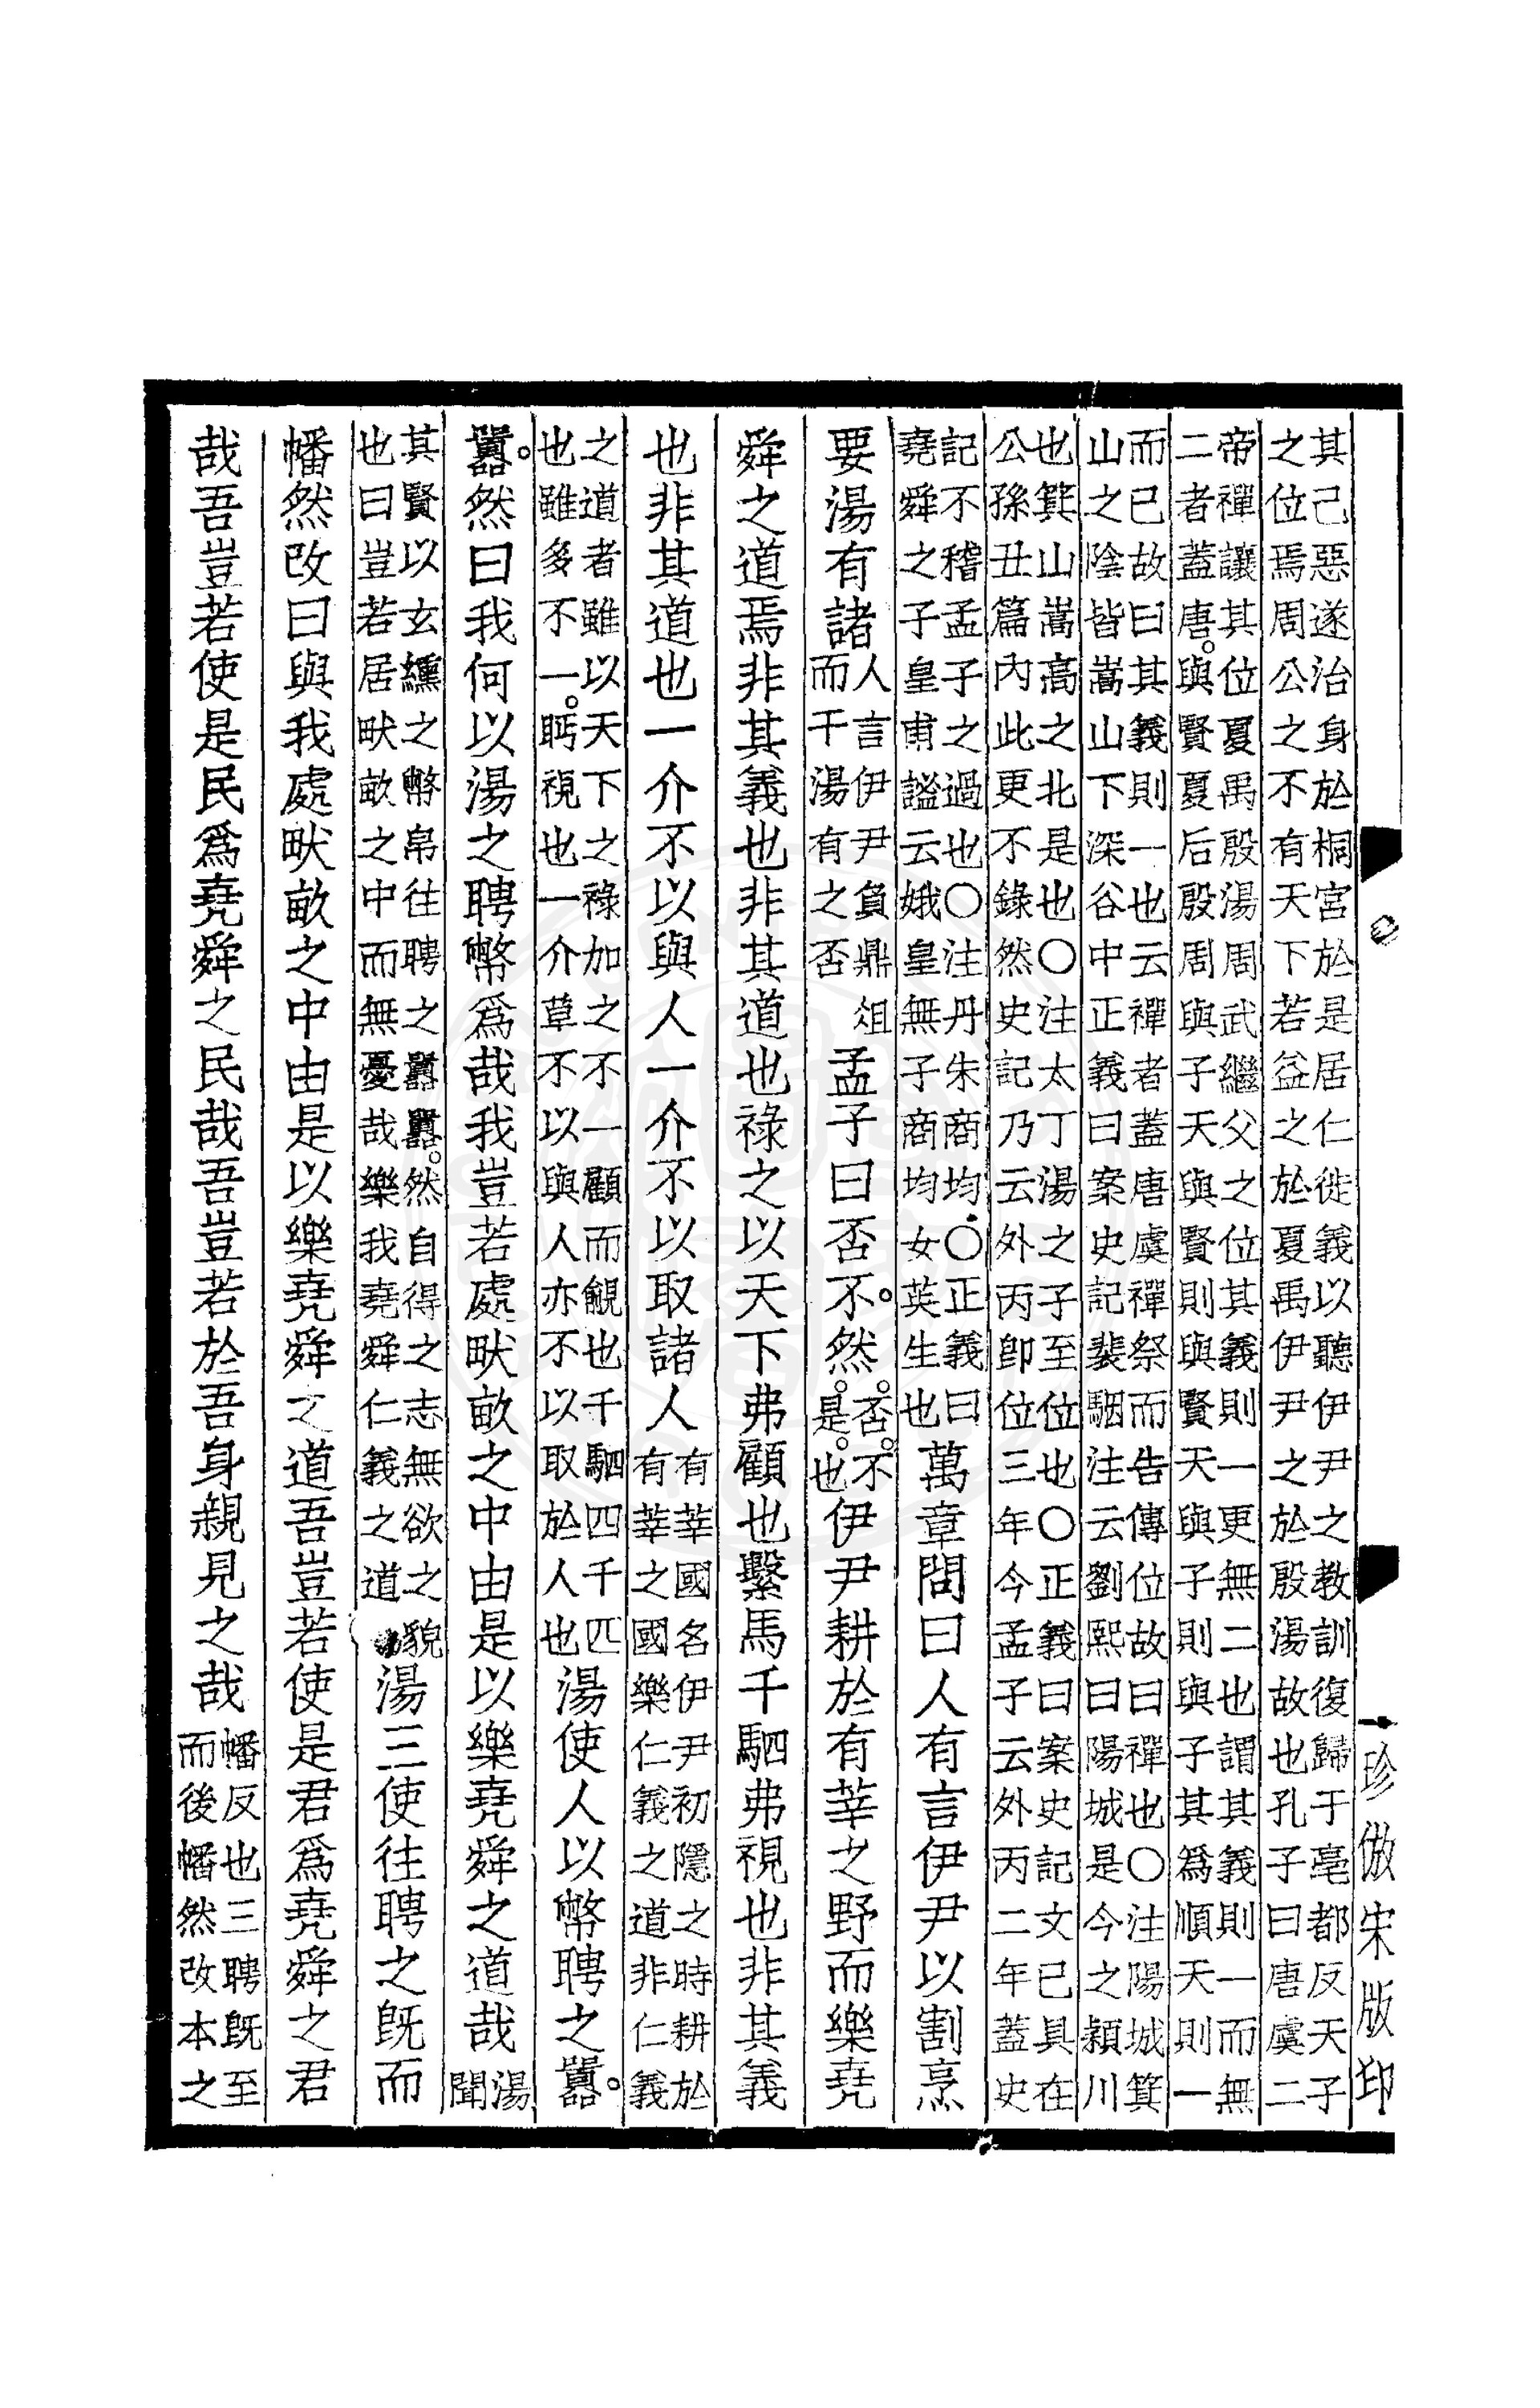 珍倣宋版印
其己惡遂治身於桐宮於是居仁徙義以聽伊尹之教訓復歸于亳都反天子
之位焉周公之不有天下若益之於夏禹伊尹之於殷湯故也孔子曰唐虞二
帝禪讓其位夏禹殷湯周武繼父之位其義則一更無二也謂其義則一而無
二者蓋唐。與賢夏后殷周與子天與賢則與賢天與子則與子其爲順天則一
而已故曰其義則一也云禪者蓋唐虞禪祭而告傳位故曰禪也〇注陽城箕
山之陰皆嵩山下深谷中正義曰案史記裴駰注云劉熙曰陽城是今之潁川
也箕山嵩高之北是也〇注太丁湯之子至位也〇正義曰案史記文已具在
公孫丑篇內此更不錄然史記乃云外丙卽位三年今孟子云外丙二年蓋史
記不稽孟子之過也〇注丹朱商均〇正義曰
堯舜之子皇甫謐云娥皇無子商均女英生也
萬章問曰人有言伊尹以割烹
要湯有諸
人言伊尹負鼎俎
而干湯有之否
孟子曰否不。然。
否。不
是。也
伊尹耕於有莘之野而樂堯
舜之道焉非其義也非其道也祿之以天下弗顧也繫馬千駟弗視也非其義
也非其道也一介不以與人一介不以取諸人
有莘國名伊尹初隱之時耕於
有莘之國樂仁義之道非仁義
之道者雖以天下之祿加之不一顧而覦也千駟四千匹
也雖多不一。眄視也一介草不以與人亦不以取於人也
湯使人以幣聘之囂。
囂。然曰我何以湯之聘幣爲哉我豈若處畎畝之中由是以樂堯舜之道哉
湯
聞
其賢以玄纁之幣帛往聘之囂囂。然自得之志無欲之貌
也曰豈若居畎畝之中而無憂哉樂我堯舜仁義之道
湯三使往聘之旣而
幡然改曰與我處畎畝之中由是以樂堯舜之道吾豈若使是君爲堯舜之君
哉吾豈若使是民爲堯舜之民哉吾豈若於吾身親見之哉
幡反也三聘旣至
而後幡然改本之